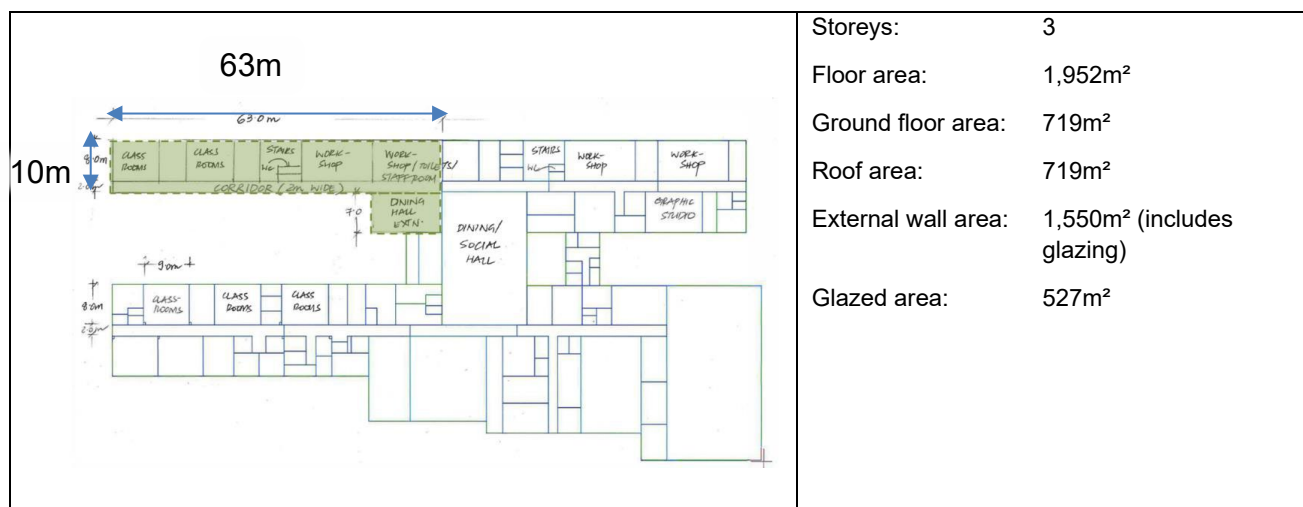 63m
63.0m
10m
8.0m
2.0m
CLASS
ROOMS
CLASS
ROOMS
STAIRS
WC
WORK-
SHOP
WORK-
SHOP/TOILETS/
STAFFROOM
CORRIDOR (2m WIDE)
STAIRS
WC
WORK-
SHOP
WORK-
SHOP
7.0
DINING
HALL
EXTN.
DINING/
SOCIAL
HALL
GRAPHIC
STUDIO
9.0m
8.0m
2.0m
CLASS-
ROOMS
CLASS
ROOMS
CLASS
ROOMS
Storeys: 3
Floor area: 1,952m²
Ground floor area: 719m²
Roof area: 719m²
External wall area: 1,550m² (includes
glazing)
Glazed area: 527m²